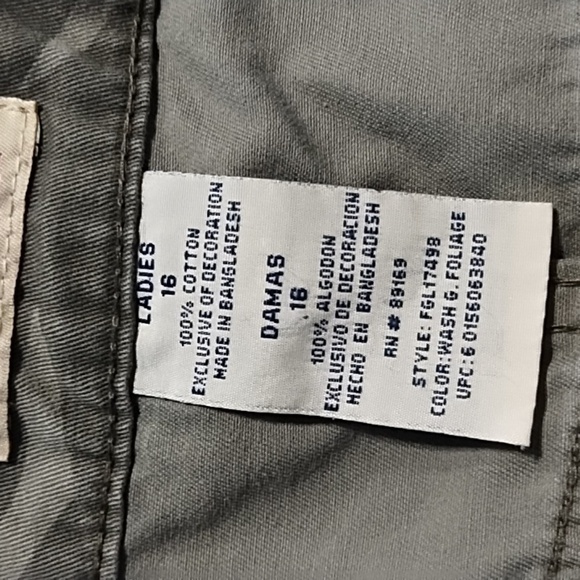 LADIES
16
100% COTTON
EXCLUSIVE OF DECORATION
MADE IN BANGLADESH
DAMAS
16
100% ALGODON
EXCLUSIVO DE DECORACION
HECHO EN BANGLADESH
RN# 89169
STYLE: FGL17498
COLOR:WASH G. FOLIAGE
UPC: 6 01566063840